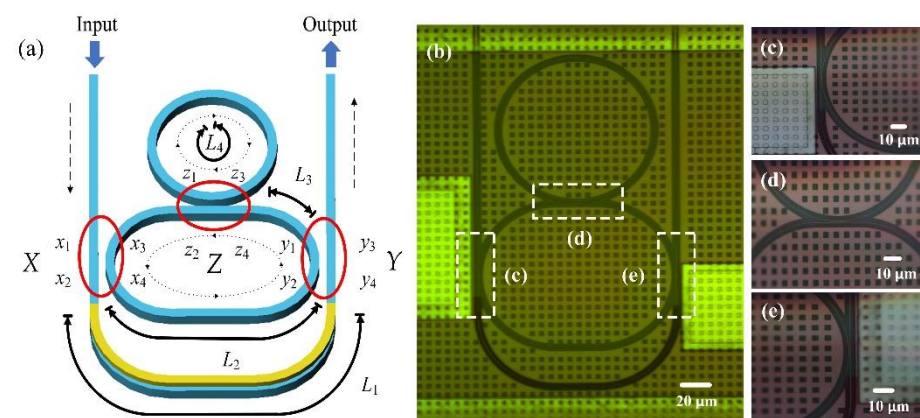 Input
Output
(a)
L4
z1
z3
L3
x1
x3
z2
z4
y1
y3
X
Z
Y
x2
x4
y2
y4
L2
L1
(b)
(d)
(c)
(e)
20 μm
(c)
10 μm
(d)
10 μm
(e)
10 μm